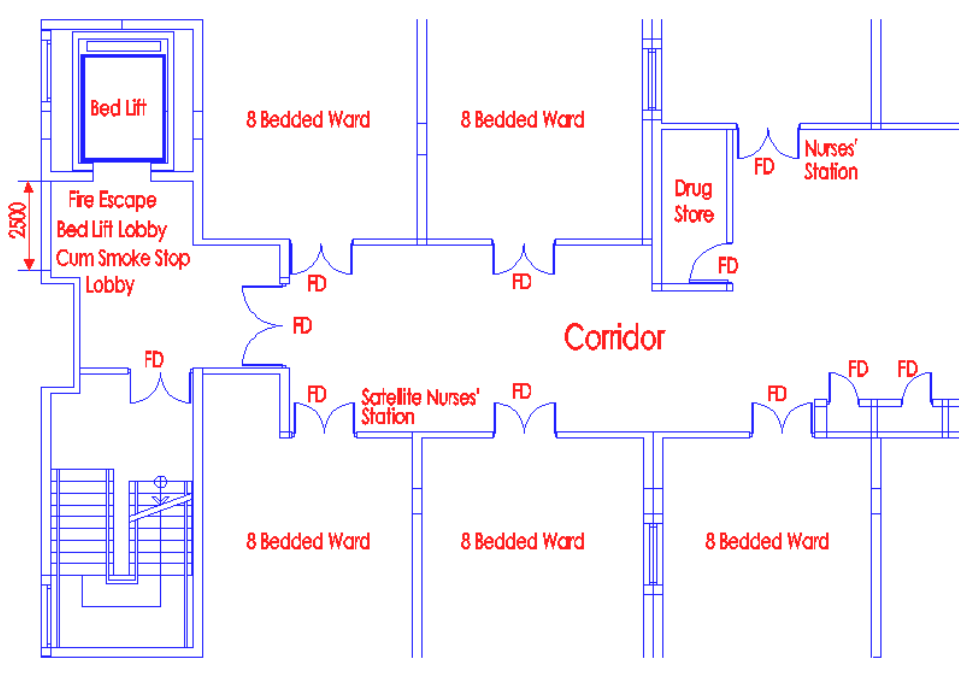 Bed Lift
8 Bedded Ward
8 Bedded Ward
FD
Nurses'
Station
Drug
Store
2500
Fire Escape
Bed Lift Lobby
Cum Smoke Stop
Lobby
FD
FD
FD
FD
Corridor
FD
FD
Satellite Nurses'
Station
FD
FD
FD
FD
FD
8 Bedded Ward
8 Bedded Ward
8 Bedded Ward